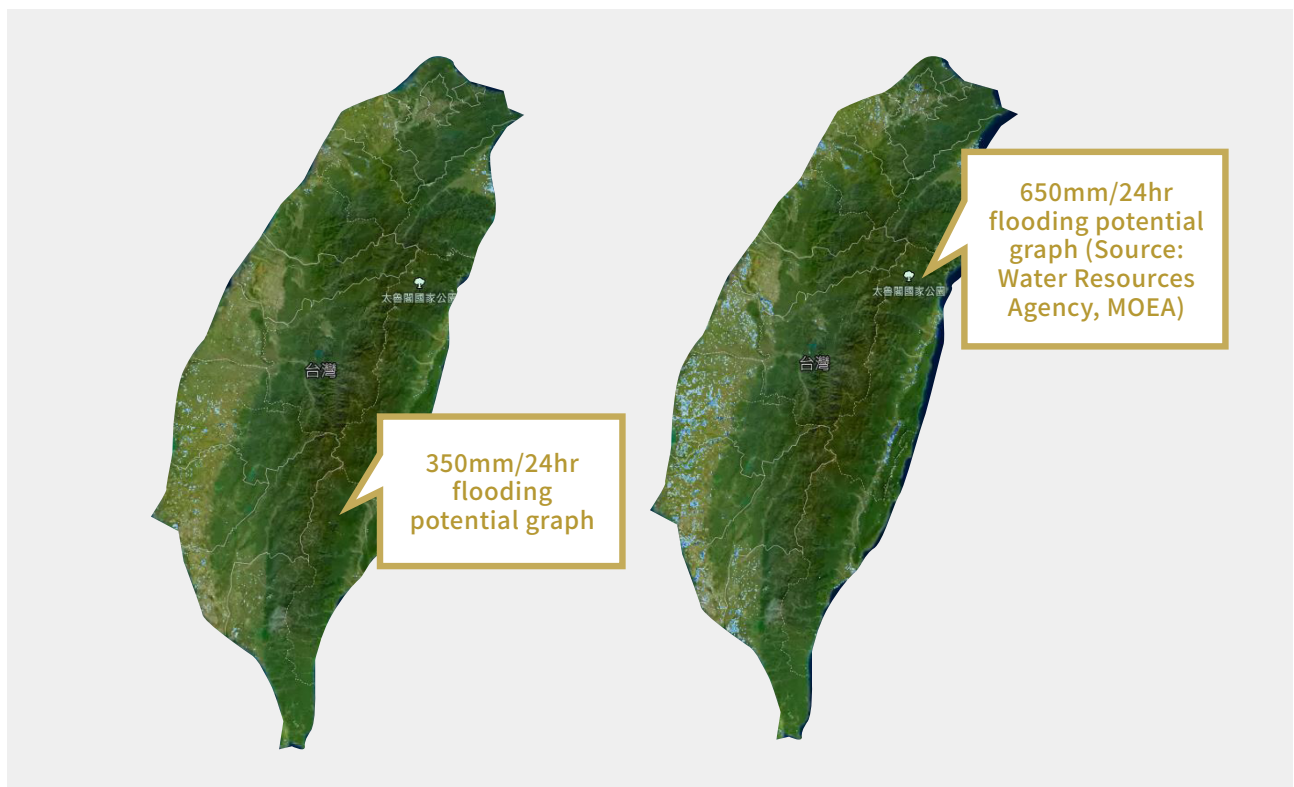 太魯閣國家公園
台灣
350mm/24hr
flooding
potential graph
650mm/24hr
flooding potential
graph (Source:
Water Resources
Agency, MOEA)
太魯閣國家公園
台灣